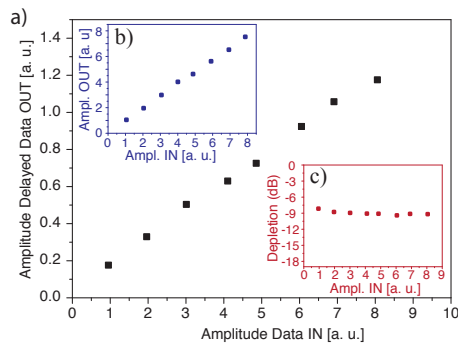 a)
Amplitude Delayed Data OUT [a. u.]
1.4
1.2
1.0
0.8
0.6
0.4
0.2
0.0
0 1 2 3 4 5 6 7 8 9 10
Amplitude Data IN [a. u.]
b)
Ampl. OUT [a. u]
8
6
4
2
0
1 2 3 4 5 6 7 8
Ampl. IN [a. u.]
c)
Depletion (dB)
0
-3
-6
-9
-12
-15
-18
0 1 2 3 4 5 6 7 8 9
Ampl. IN [a. u.]